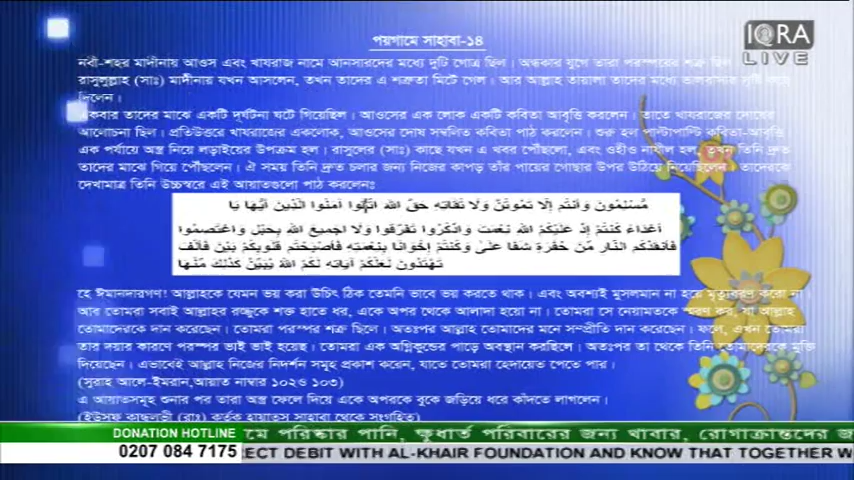 পয়গামে সাহাবা-১৪
IQRA
LIVE
নবী-শহর মাদীনায় আওস এবং খাযরাজ নামে আনসারদের মধ্যে দুটি গোত্র ছিল। অন্ধকার যুগে তারা পরস্পরের শত্রু ছিল
রাসুলুল্লাহ (সাঃ) মাদীনায় যখন আসলেন, তখন তাদের এ শত্রুতা মিটে গেল। আর আল্লাহ তায়ালা তাদের মধ্যে ভালবাসার সৃষ্টি করে
দিলেন।
একবার তাদের মাঝে একটি দূর্ঘটনা ঘটে গিয়েছিল। আওসের এক লোক একটি কবিতা আবৃত্তি করলেন। তাতে খাযরাজের দোষের
আলোচনা ছিল। প্রতিউত্তরে খাযরাজের একলোক, আওসের দোষ সম্বলিত কবিতা পাঠ করলেন। শুরু হল পাল্টাপাল্টি কবিতা-আবৃত্তি
এক পর্যায়ে অস্ত্র নিয়ে লড়াইয়ের উপক্রম হল। রাসুলের (সাঃ) কাছে যখন এ খবর পৌছলো, এবং ওহীও নাযীল হল, তখন তিনি দ্রুত
তাদের মাঝে গিয়ে পৌঁছলেন। ঐ সময় তিনি দ্রুত চলার জন্য নিজের কাপড় তাঁর পায়ের গোছার উপর উঠিয়ে নিয়েছিলেন। তাদেরকে
দেখামাত্র তিনি উচ্চস্বরে এই আয়াতগুলো পাঠ করলেনঃ
مُسْلِمُونَ وَأَنتُم إِلَّا تَمُوتُنَّ وَلَا تُقَاتِهِ حَقَّ اللَّهَ اتَّقُوا آمَنُوا الَّذِينَ أَيُّهَا يَا
أَعْدَاءً كُنتُمْ إِذْ عَلَيْكُمْ اللَّهِ نِعْمَتَ وَاذْكُرُوا تَفَرَّقُوا وَلَا جَمِيعًا اللَّهِ بِحَبْلِ وَاعْتَصِمُوا
فَأَنقَذَكُم النَّارِ مِّنَ حُفْرَةٍ شَفَا عَلَىٰ وَكُنتُمْ إِخْوَانًا بِنِعْمَتِهِ فَأَصْبَحْتُم قُلُوبِكُمْ بَيْنَ فَأَلَّفَ
تَهْتَدُونَ لَعَلَّكُمْ آيَاتِهِ لَكُمْ اللَّهُ يُبَيِّنُ كَذَٰلِكَ مِّنْهَا
হে ঈমানদারগণ! আল্লাহকে যেমন ভয় করা উচিৎ ঠিক তেমনি ভাবে ভয় করতে থাক। এবং অবশ্যই মুসলমান না হয়ে মৃত্যুবরণ করো না।
আর তোমরা সবাই আল্লাহর রজ্জুকে শক্ত হাতে ধর, একে অপর থেকে আলাদা হয়ো না। তোমরা সে নেয়ামতকে স্মরণ কর, যা আল্লাহ
তোমাদেরকে দান করেছেন। তোমরা পরস্পর শত্রু ছিলে। অতঃপর আল্লাহ তোমাদের মনে সম্প্রীতি দান করেছেন। ফলে, এখন তোমরা
তার দয়ার কারণে পরস্পর ভাই ভাই হয়েছ। তোমরা এক অগ্নিকুন্ডের পাড়ে অবস্থান করছিলে। অতঃপর তা থেকে তিনি তোমাদেরকে মুক্তি
দিয়েছেন। এভাবেই আল্লাহ নিজের নিদর্শন সমূহ প্রকাশ করেন, যাতে তোমরা হেদায়েত পেতে পার।
(সুরাহ আলে-ইমরান,আয়াত নাম্বার ১০২ও ১০৩)
এ আয়াতসমূহ শুনার পর তারা অস্ত্র ফেলে দিয়ে একে অপরকে বুকে জড়িয়ে ধরে কাঁদতে লাগলেন।
(ইউসুফ কান্ধলভী (রাঃ) কর্তৃক হায়াতুস সাহাবা থেকে সংগৃহিত)
DONATION HOTLINE
মে পরিস্কার পানি, ক্ষুধার্ত পরিবারের জন্য খাবার, রোগাক্রান্তদের জ
0207 084 7175
ECT DEBIT WITH AL-KHAIR FOUNDATION AND KNOW THAT TOGETHER W